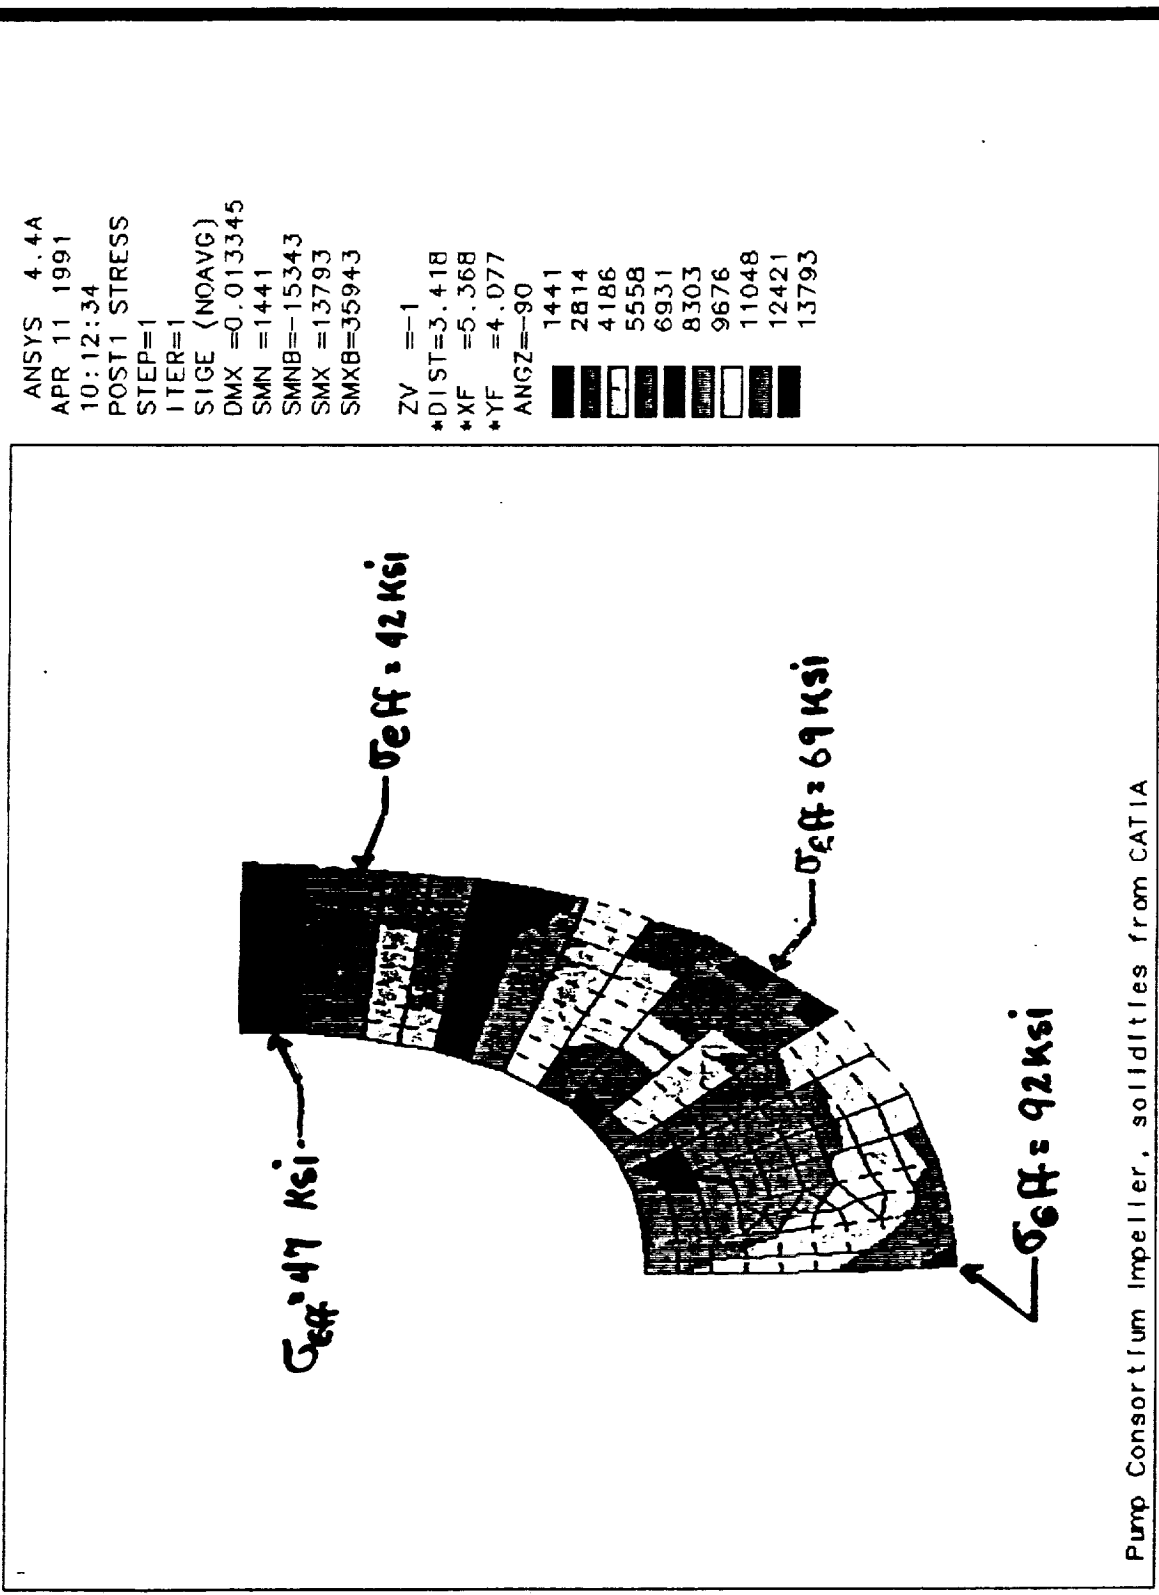 ANSYS 4.4A
APR 11 1991
10:12:34
POST1 STRESS
STEP=1
ITER=1
SIGE (NOAVG)
DMX =0.013345
SMN =1441
SMNB=-15343
SMX =13793
SMXB=35943
ZV =-1
*DIST=3.418
*XF =5.368
*YF =4.077
ANGZ=-90
1441
2814
4186
5558
6931
8303
9676
11048
12421
13793
σeff = 47 Ksi
σeff = 42 Ksi
σeff = 69 Ksi
σeff = 92 Ksi
Pump Consortium Impeller, soliditles from CATIA